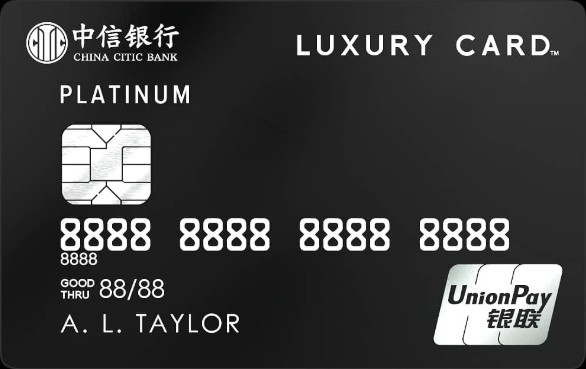 中信银行
CHINA CITIC BANK
LUXURY CARD™
PLATINUM
8888 8888 8888 8888
8888
GOOD THRU 88/88
A. L. TAYLOR
UnionPay
银联